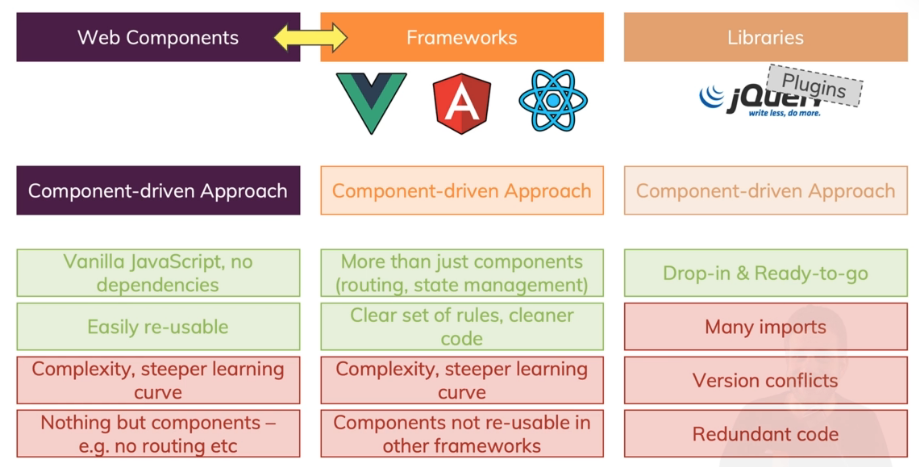 Web Components
Frameworks
Libraries
jQuery
Plugins
write less, do more.
Component-driven Approach
Component-driven Approach
Component-driven Approach
Vanilla JavaScript, no
dependencies
More than just components
(routing, state management)
Drop-in & Ready-to-go
Easily re-usable
Clear set of rules, cleaner
code
Many imports
Complexity, steeper learning
curve
Complexity, steeper learning
curve
Version conflicts
Nothing but components –
e.g. no routing etc
Components not re-usable in
other frameworks
Redundant code